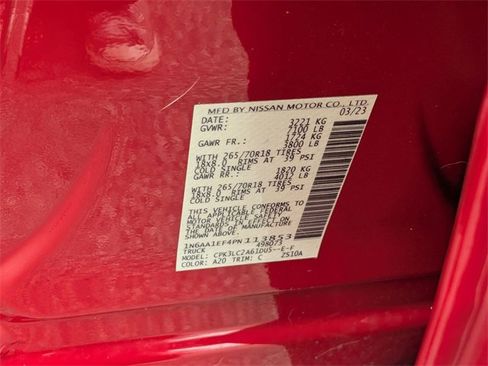 MFD BY NISSAN MOTOR CO., LTD.
DATE: 03/23
GVWR: 3221 KG
7100 LB
GAWR FR.: 1724 KG
3800 LB
WITH 265/70R18 TIRES
18x8.0 RIMS AT 39 PSI
COLD SINGLE
GAWR RR.: 1820 KG
4012 LB
WITH 265/70R18 TIRES
18x8.0 RIMS AT 39 PSI
COLD SINGLE
THIS VEHICLE CONFORMS TO
ALL APPLICABLE FEDERAL
MOTOR VEHICLE SAFETY
STANDARDS IN EFFECT ON
THE DATE OF MANUFACTURE
SHOWN ABOVE.
1N6AA1EF4PN113853
TRUCK 498073
MODEL: CPK3LC2A61DUS--E-F
COLOR: A20 TRIM: C ZSI0A